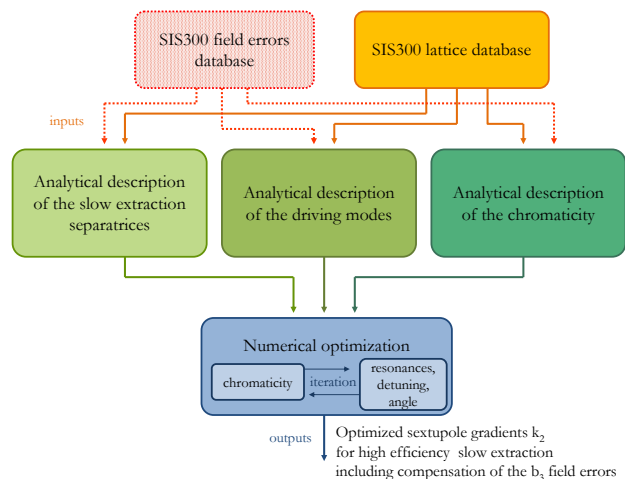 SIS300 field errors
database
SIS300 lattice database
inputs
Analytical description
of the slow extraction
separatrices
Analytical description
of the driving modes
Analytical description
of the chromaticity
Numerical optimization
chromaticity
iteration
resonances,
detuning,
angle
outputs
Optimized sextupole gradients k₂
for high efficiency slow extraction
including compensation of the b₃ field errors